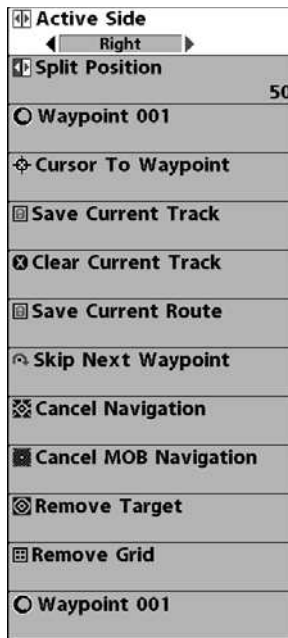 Active Side
Right
Split Position
50
Waypoint 001
Cursor To Waypoint
Save Current Track
Clear Current Track
Save Current Route
Skip Next Waypoint
Cancel Navigation
Cancel MOB Navigation
Remove Target
Remove Grid
Waypoint 001